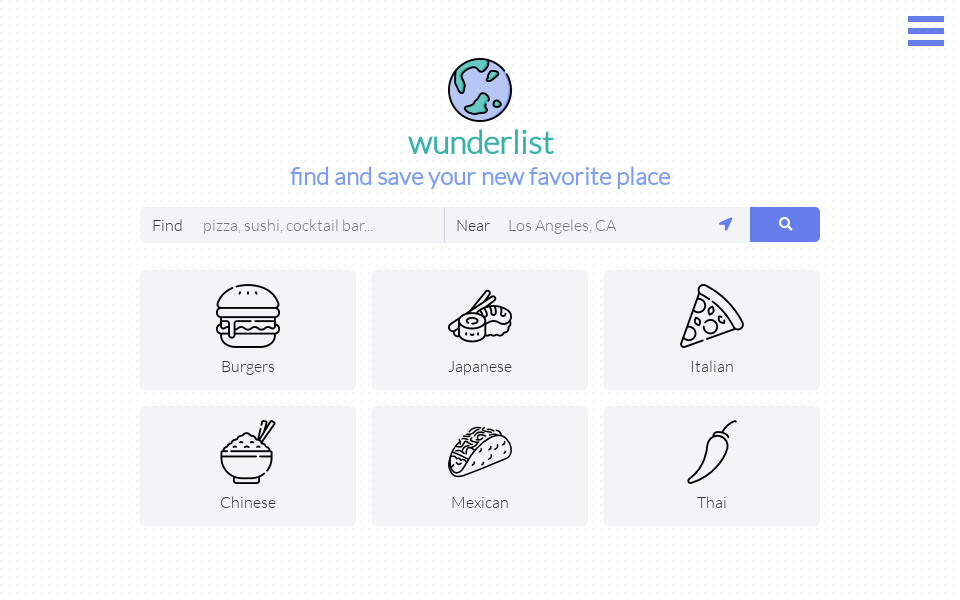 wunderlist
find and save your new favorite place
Find pizza, sushi, cocktail bar... Near Los Angeles, CA
Burgers Japanese Italian
Chinese Mexican Thai